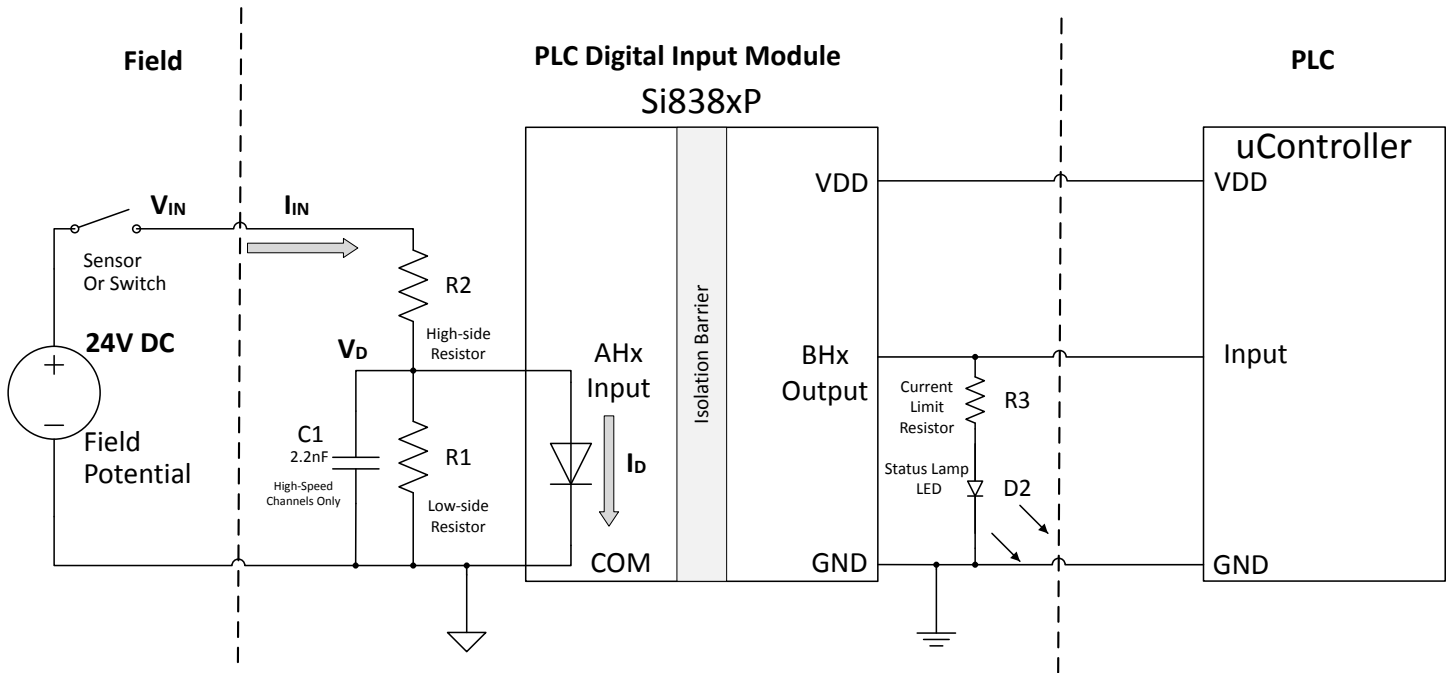 Field
PLC Digital Input Module
PLC
Si838xP
uController
VDD
VDD
VIN
IIN
Sensor
Or Switch
R2
High-side
Resistor
24V DC
+
–
Field
Potential
VD
AHx
Input
Isolation Barrier
BHx
Output
Input
Current
Limit
Resistor
R3
C1
2.2nF
High-Speed
Channels Only
R1
Low-side
Resistor
ID
Status Lamp
LED
D2
COM
GND
GND